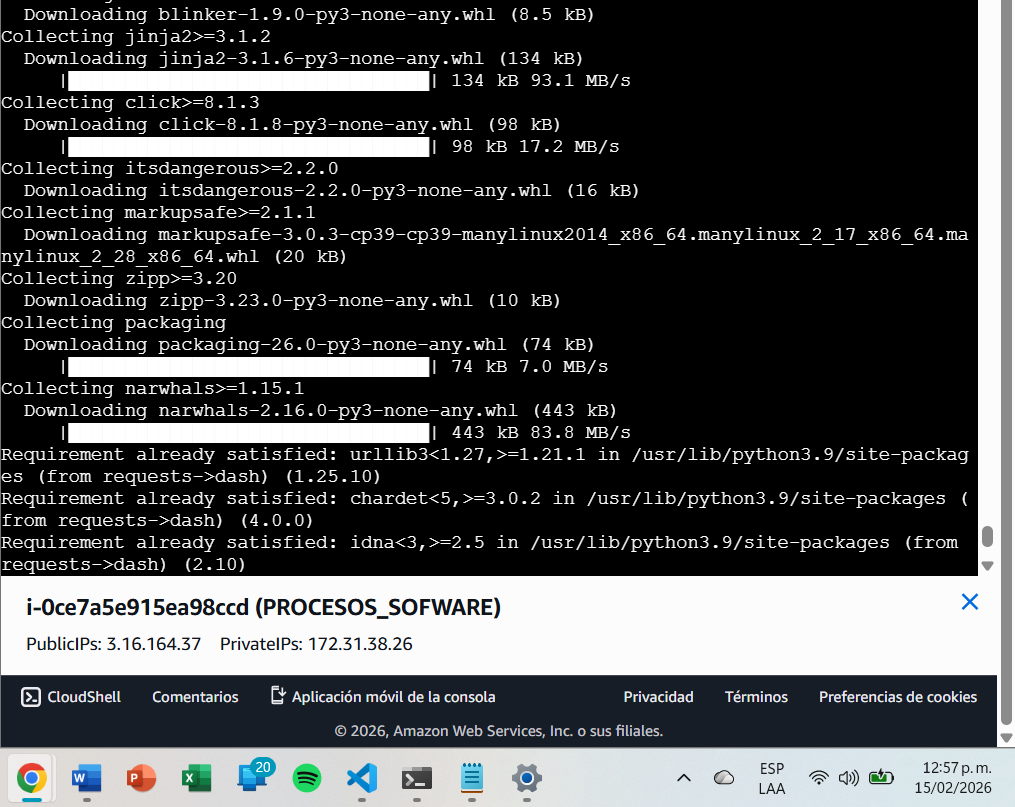 Downloading blinker-1.9.0-py3-none-any.whl (8.5 kB)
Collecting jinja2>=3.1.2
Downloading jinja2-3.1.6-py3-none-any.whl (134 kB)
|████████████████████████████████| 134 kB 93.1 MB/s
Collecting click>=8.1.3
Downloading click-8.1.8-py3-none-any.whl (98 kB)
|████████████████████████████████| 98 kB 17.2 MB/s
Collecting itsdangerous>=2.2.0
Downloading itsdangerous-2.2.0-py3-none-any.whl (16 kB)
Collecting markupsafe>=2.1.1
Downloading markupsafe-3.0.3-cp39-cp39-manylinux2014_x86_64.manylinux_2_17_x86_64.ma
nylinux_2_28_x86_64.whl (20 kB)
Collecting zipp>=3.20
Downloading zipp-3.23.0-py3-none-any.whl (10 kB)
Collecting packaging
Downloading packaging-26.0-py3-none-any.whl (74 kB)
|████████████████████████████████| 74 kB 7.0 MB/s
Collecting narwhals>=1.15.1
Downloading narwhals-2.16.0-py3-none-any.whl (443 kB)
|████████████████████████████████| 443 kB 83.8 MB/s
Requirement already satisfied: urllib3<1.27,>=1.21.1 in /usr/lib/python3.9/site-packag
es (from requests->dash) (1.25.10)
Requirement already satisfied: chardet<5,>=3.0.2 in /usr/lib/python3.9/site-packages (
from requests->dash) (4.0.0)
Requirement already satisfied: idna<3,>=2.5 in /usr/lib/python3.9/site-packages (from
requests->dash) (2.10)
i-0ce7a5e915ea98ccd (PROCESOS_SOFWARE)
PublicIPs: 3.16.164.37 PrivateIPs: 172.31.38.26
CloudShell Comentarios Aplicación móvil de la consola Privacidad Términos Preferencias de cookies
© 2026, Amazon Web Services, Inc. o sus filiales.
20
ESP
LAA
12:57 p. m.
15/02/2026